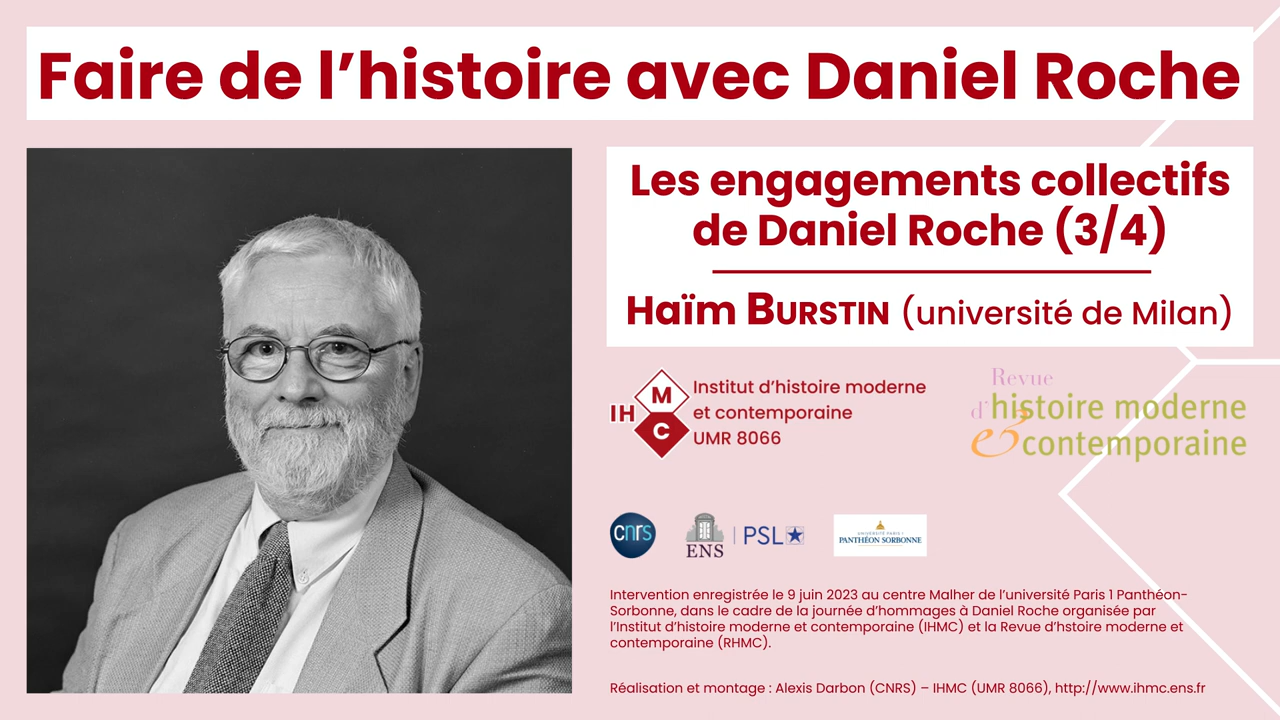 Faire de l’histoire avec Daniel Roche
Les engagements collectifs
de Daniel Roche (3/4)
Haïm BURSTIN (université de Milan)
IH M C
Institut d’histoire moderne
et contemporaine
UMR 8066
Revue
d’histoire moderne
& contemporaine
cnrs
ENS | PSL
UNIVERSITÉ PARIS 1
PANTHÉON SORBONNE
Intervention enregistrée le 9 juin 2023 au centre Malher de l’université Paris 1 Panthéon-
Sorbonne, dans le cadre de la journée d’hommages à Daniel Roche organisée par
l’Institut d’histoire moderne et contemporaine (IHMC) et la Revue d’hstoire moderne et
contemporaine (RHMC).
Réalisation et montage : Alexis Darbon (CNRS) – IHMC (UMR 8066), http://www.ihmc.ens.fr